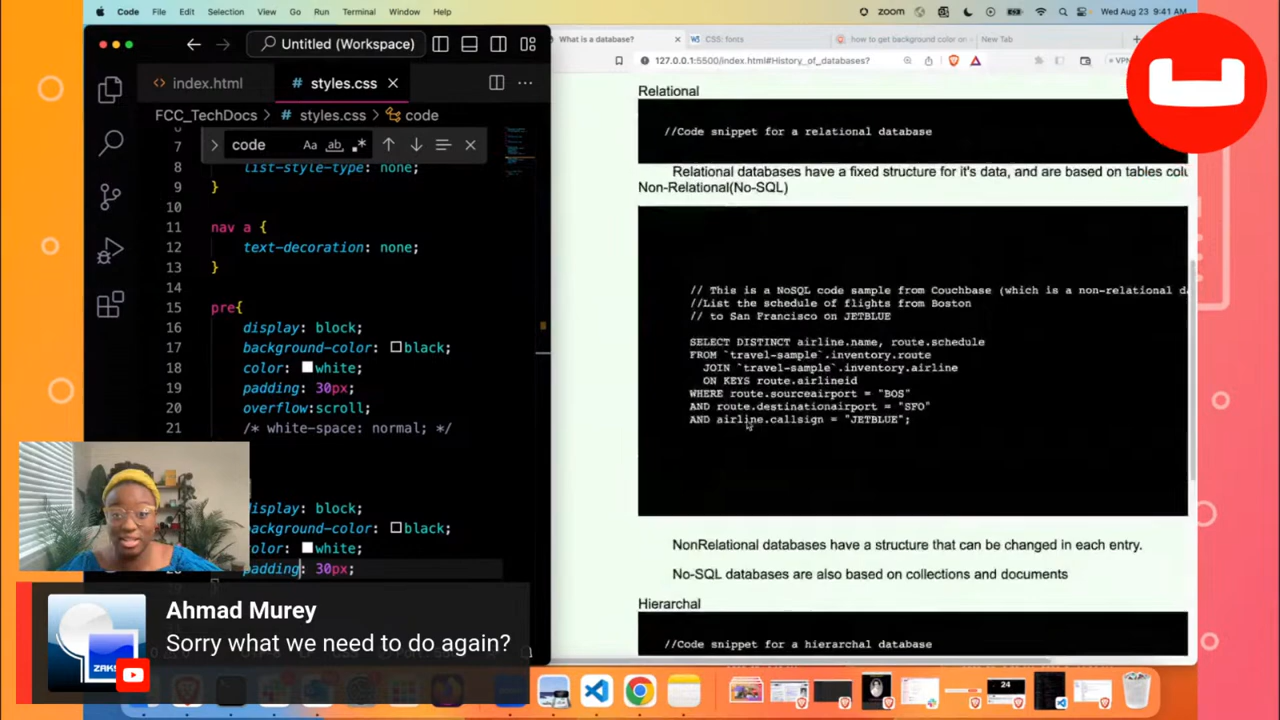 Code File Edit Selection View Go Run Terminal Window Help
zoom Wed Aug 23 9:41 AM
Untitled (Workspace)
index.html
# styles.css
FCC_TechDocs > # styles.css > code
code
Aa ab
7
8 list-style-type: none;
9 }
10
11 nav a {
12 text-decoration: none;
13 }
14
15 pre{
16 display: block;
17 background-color: black;
18 color: white;
19 padding: 30px;
20 overflow:scroll;
21 /* white-space: normal; */
display: block;
background-color: black;
color: white;
padding: 30px;
What is a database?
CSS: fonts
how to get background color on
New Tab
127.0.0.1:5500/index.html#History_of_databases?
VPN
Relational
//Code snippet for a relational database
Relational databases have a fixed structure for it's data, and are based on tables colu
Non-Relational(No-SQL)
// This is a NoSQL code sample from Couchbase (which is a non-relational da
//List the schedule of flights from Boston
// to San Francisco on JETBLUE
SELECT DISTINCT airline.name, route.schedule
FROM `travel-sample`.inventory.route
JOIN `travel-sample`.inventory.airline
ON KEYS route.airlineid
WHERE route.sourceairport = "BOS"
AND route.destinationairport = "SFO"
AND airline.callsign = "JETBLUE";
NonRelational databases have a structure that can be changed in each entry.
No-SQL databases are also based on collections and documents
Hierarchal
//Code snippet for a hierarchal database
Ahmad Murey
Sorry what we need to do again?
ZAKS
24